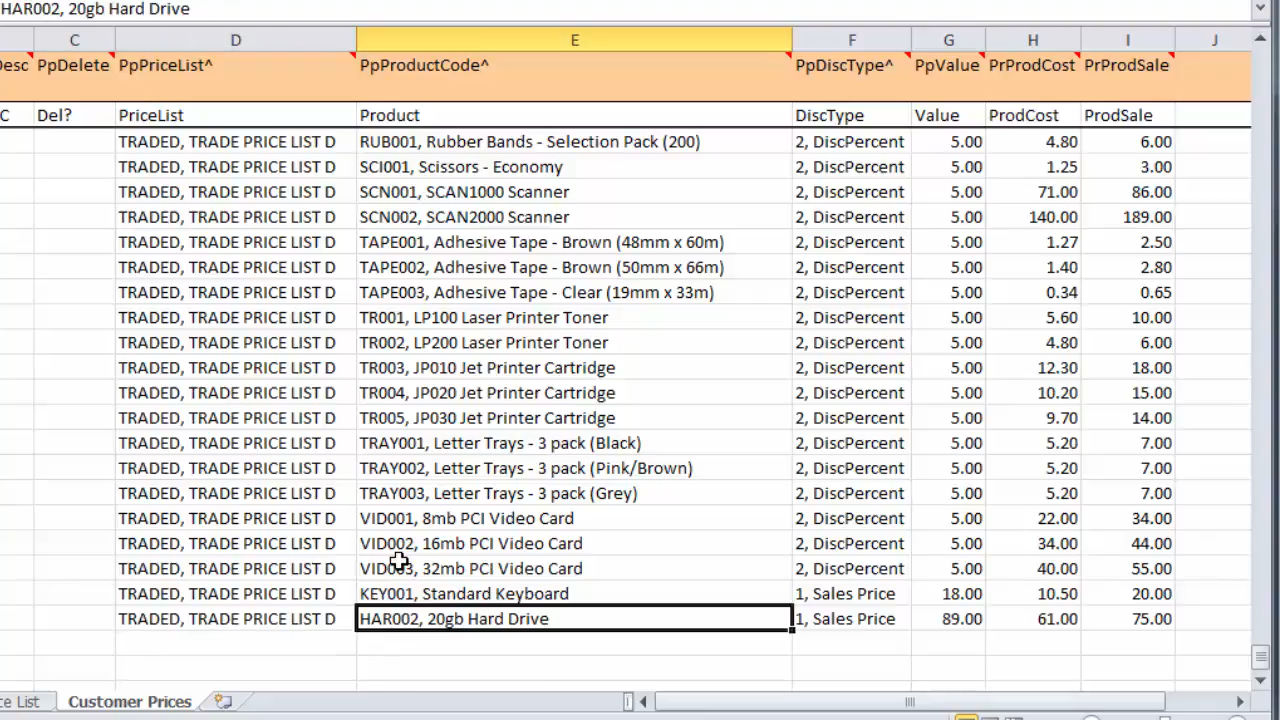 HAR002, 20gb Hard Drive
C D E F G H I J
Desc PpDelete PpPriceList^ PpProductCode^ PpDiscType^ PpValue PrProdCost PrProdSale
C Del? PriceList Product DiscType Value ProdCost ProdSale
TRADED, TRADE PRICE LIST D RUB001, Rubber Bands - Selection Pack (200) 2, DiscPercent 5.00 4.80 6.00
TRADED, TRADE PRICE LIST D SCI001, Scissors - Economy 2, DiscPercent 5.00 1.25 3.00
TRADED, TRADE PRICE LIST D SCN001, SCAN1000 Scanner 2, DiscPercent 5.00 71.00 86.00
TRADED, TRADE PRICE LIST D SCN002, SCAN2000 Scanner 2, DiscPercent 5.00 140.00 189.00
TRADED, TRADE PRICE LIST D TAPE001, Adhesive Tape - Brown (48mm x 60m) 2, DiscPercent 5.00 1.27 2.50
TRADED, TRADE PRICE LIST D TAPE002, Adhesive Tape - Brown (50mm x 66m) 2, DiscPercent 5.00 1.40 2.80
TRADED, TRADE PRICE LIST D TAPE003, Adhesive Tape - Clear (19mm x 33m) 2, DiscPercent 5.00 0.34 0.65
TRADED, TRADE PRICE LIST D TR001, LP100 Laser Printer Toner 2, DiscPercent 5.00 5.60 10.00
TRADED, TRADE PRICE LIST D TR002, LP200 Laser Printer Toner 2, DiscPercent 5.00 4.80 6.00
TRADED, TRADE PRICE LIST D TR003, JP010 Jet Printer Cartridge 2, DiscPercent 5.00 12.30 18.00
TRADED, TRADE PRICE LIST D TR004, JP020 Jet Printer Cartridge 2, DiscPercent 5.00 10.20 15.00
TRADED, TRADE PRICE LIST D TR005, JP030 Jet Printer Cartridge 2, DiscPercent 5.00 9.70 14.00
TRADED, TRADE PRICE LIST D TRAY001, Letter Trays - 3 pack (Black) 2, DiscPercent 5.00 5.20 7.00
TRADED, TRADE PRICE LIST D TRAY002, Letter Trays - 3 pack (Pink/Brown) 2, DiscPercent 5.00 5.20 7.00
TRADED, TRADE PRICE LIST D TRAY003, Letter Trays - 3 pack (Grey) 2, DiscPercent 5.00 5.20 7.00
TRADED, TRADE PRICE LIST D VID001, 8mb PCI Video Card 2, DiscPercent 5.00 22.00 34.00
TRADED, TRADE PRICE LIST D VID002, 16mb PCI Video Card 2, DiscPercent 5.00 34.00 44.00
TRADED, TRADE PRICE LIST D VID003, 32mb PCI Video Card 2, DiscPercent 5.00 40.00 55.00
TRADED, TRADE PRICE LIST D KEY001, Standard Keyboard 1, Sales Price 18.00 10.50 20.00
TRADED, TRADE PRICE LIST D HAR002, 20gb Hard Drive 1, Sales Price 89.00 61.00 75.00
ce List Customer Prices